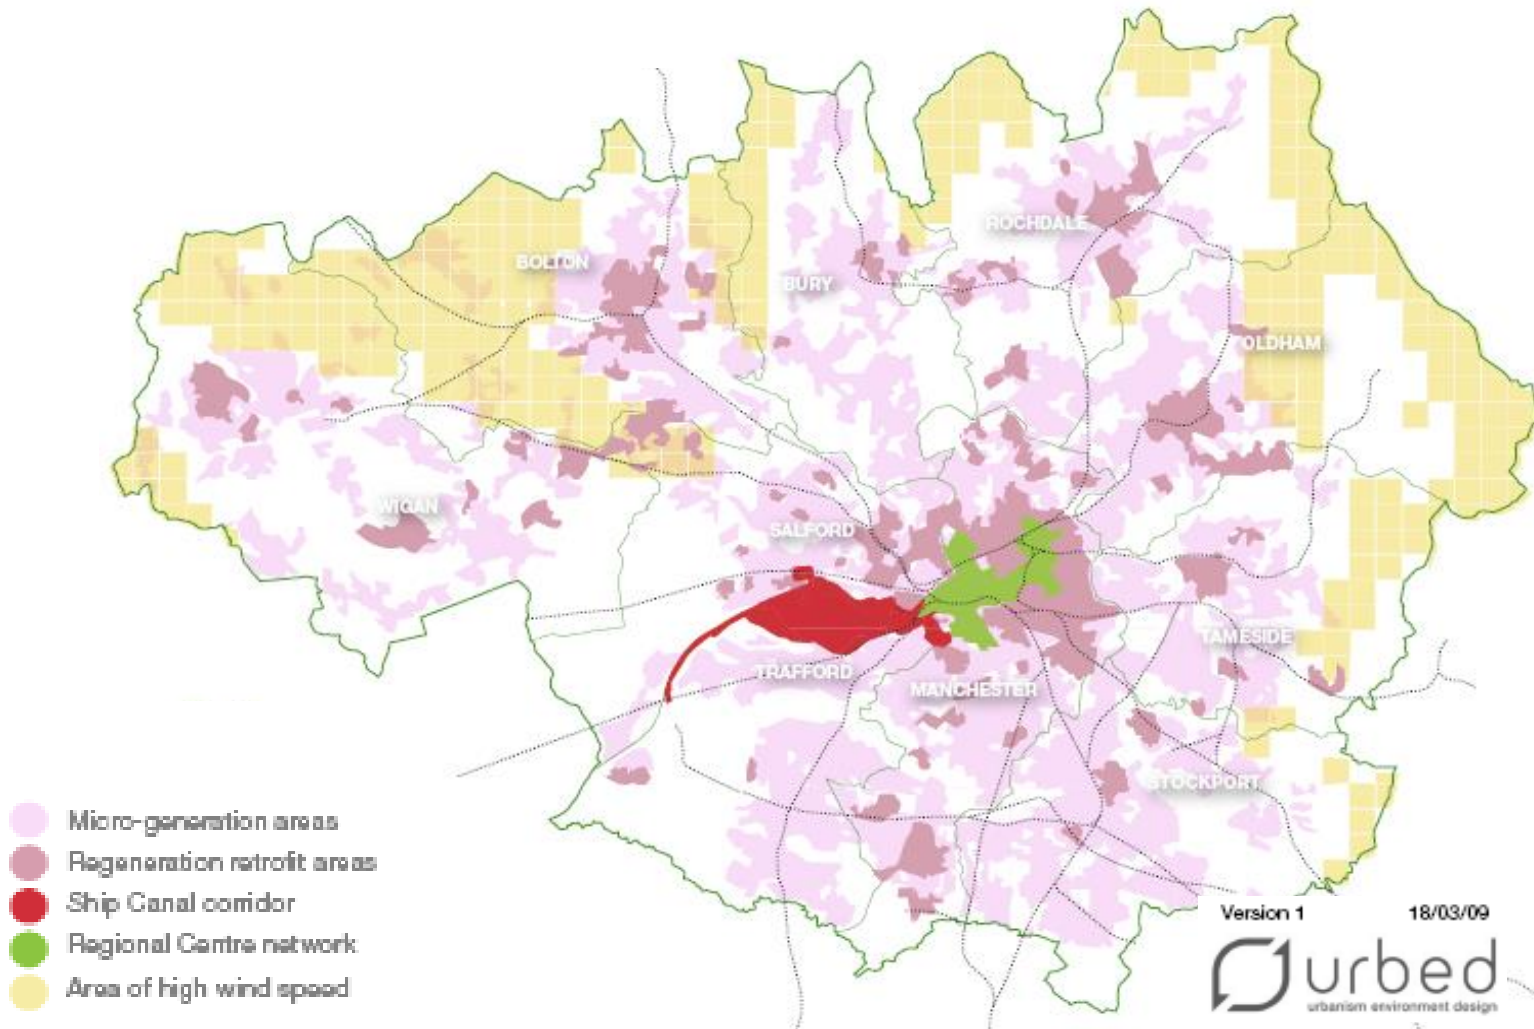 ROCHDALE
BOLTON
BURY
OLDHAM
WIGAN
SALFORD
TAMESIDE
TRAFFORD
MANCHESTER
STOCKPORT
Micro-generation areas
Regeneration retrofit areas
Ship Canal corridor
Regional Centre network
Area of high wind speed
Version 1 18/03/09
urbed
urbanism environment design